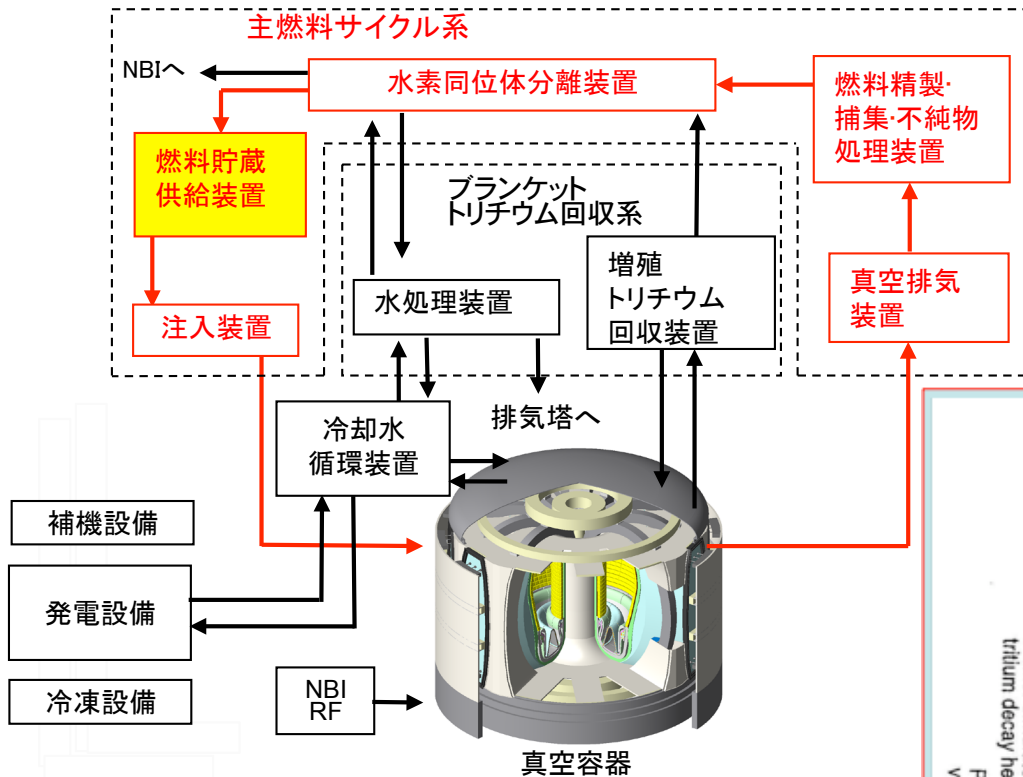 主燃料サイクル系
NBIへ
水素同位体分離装置
燃料精製・
捕集・不純物
処理装置
燃料貯蔵
供給装置
ブランケット
トリチウム回収系
増殖
トリチウム
回収装置
水処理装置
真空排気
装置
注入装置
排気塔へ
冷却水
循環装置
補機設備
発電設備
冷凍設備
NBI
RF
真空容器
tritium decay